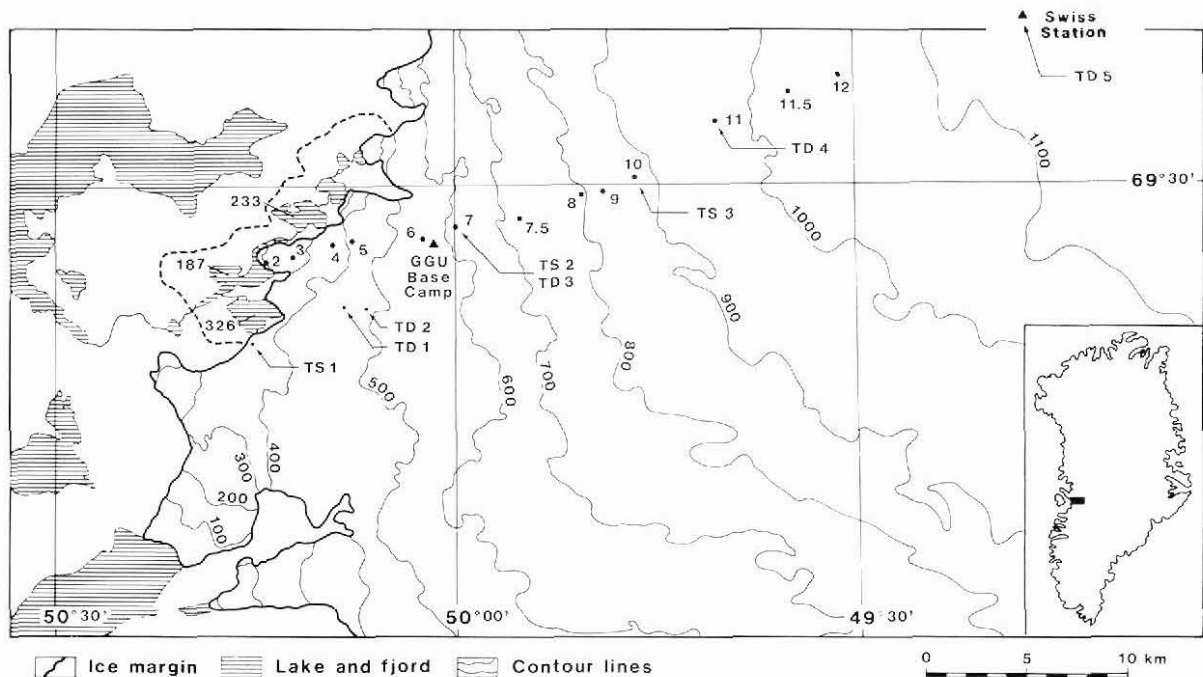 Swiss
Station
TD 5
12
11.5
11
TD 4
1100
10
69°30'
233
8
9
TS 3
1000
7
7.5
6
187
2
3
4
5
GGU
Base
Camp
TS 2
TD 3
900
326
TD 2
TD 1
TS 1
800
700
600
500
400
300
200
100
50°30'
50°00'
49°30'
Ice margin
Lake and fjord
Contour lines
0
5
10 km